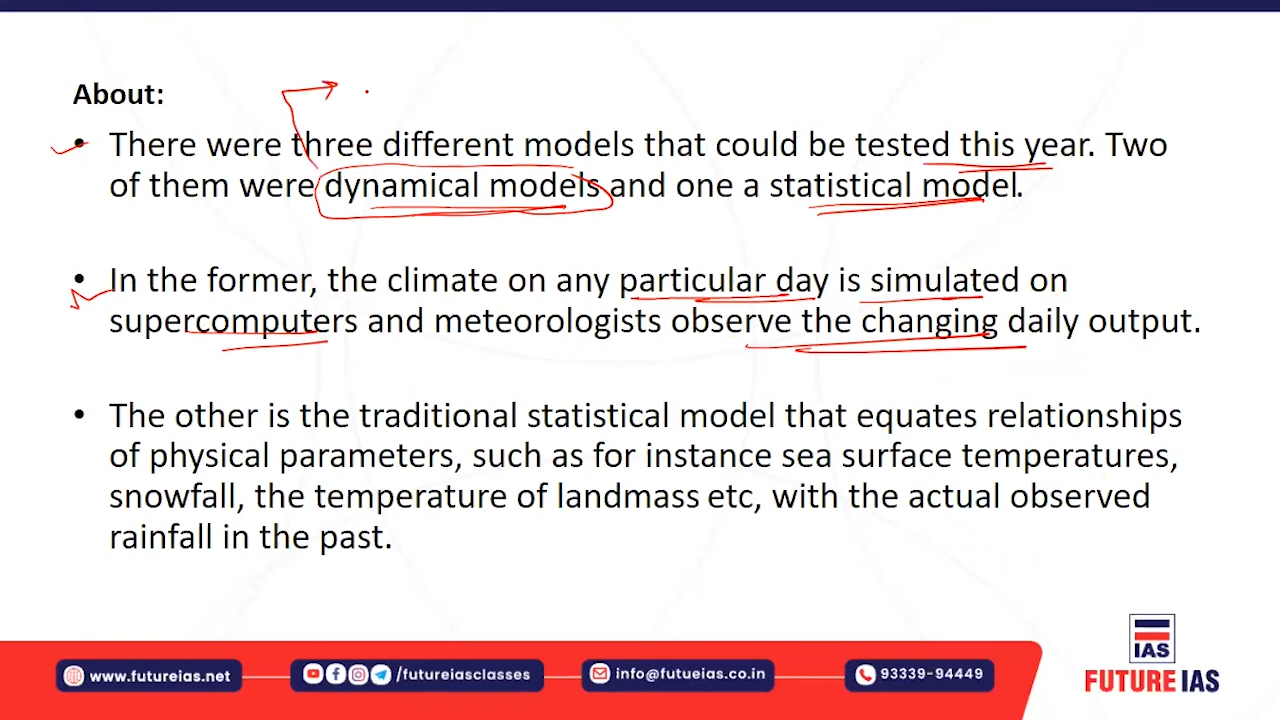 About:
• There were three different models that could be tested this year. Two
of them were dynamical models and one a statistical model.
• In the former, the climate on any particular day is simulated on
supercomputers and meteorologists observe the changing daily output.
• The other is the traditional statistical model that equates relationships
of physical parameters, such as for instance sea surface temperatures,
snowfall, the temperature of landmass etc, with the actual observed
rainfall in the past.
IAS
FUTURE IAS
www.futureias.net
/futureiasclasses
info@futueias.co.in
93339-94449